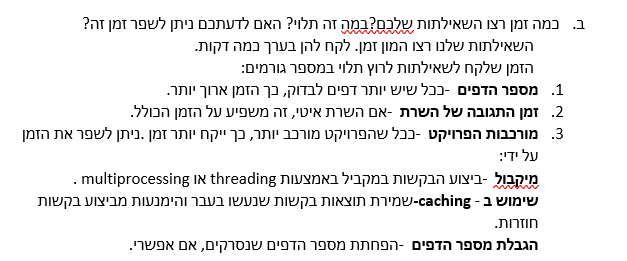 ב. כמה זמן רצו השאילתות שלכם?במה זה תלוי? האם לדעתכם ניתן לשפר זמן זה?
השאילתות שלנו רצו המון זמן. לקח להן בערך כמה דקות.
הזמן שלקח לשאילתות לרוץ תלוי במספר גורמים:
1. מספר הדפים -ככל שיש יותר דפים לבדוק, כך הזמן ארוך יותר.
2. זמן התגובה של השרת -אם השרת איטי, זה משפיע על הזמן הכולל.
3. מורכבות הפרויקט -ככל שהפרויקט מורכב יותר, כך ייקח יותר זמן .ניתן לשפר את הזמן
על ידי:
מיקבול -ביצוע הבקשות במקביל באמצעות threading או multiprocessing .
שימוש ב - caching-שמירת תוצאות בקשות שנעשו בעבר והימנעות מביצוע בקשות
חוזרות.
הגבלת מספר הדפים -הפחתת מספר הדפים שנסרקים, אם אפשרי.